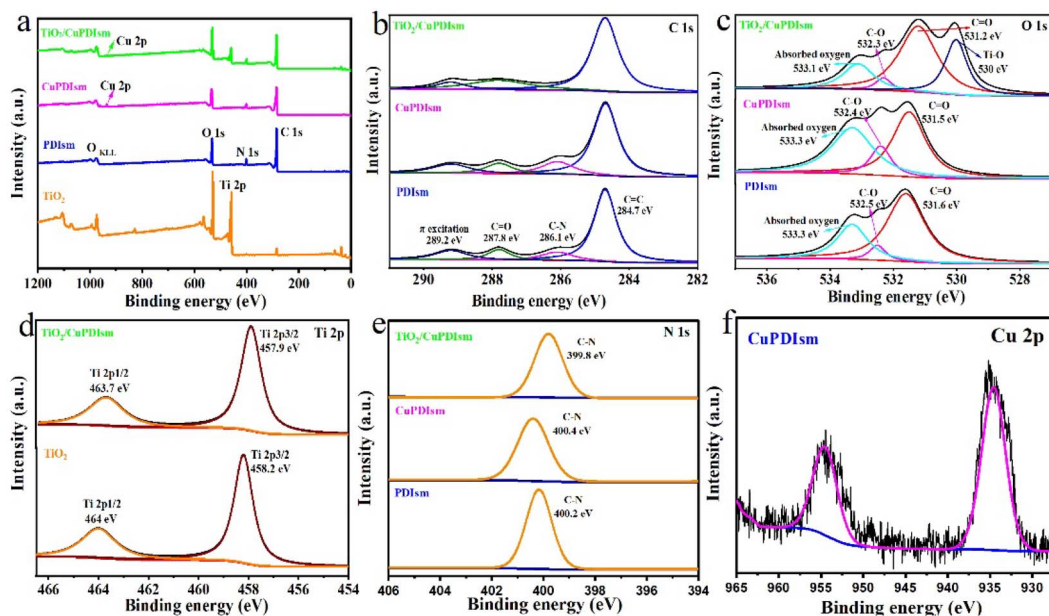 a
TiO₂/CuPDIsm
Cu 2p
CuPDIsm
Cu 2p
PDIsm
O KLL
O 1s
N 1s
C 1s
TiO₂
Ti 2p
Intensity (a.u.)
1200 1000 800 600 400 200 0
Binding energy (eV)
b
C 1s
TiO₂/CuPDIsm
CuPDIsm
PDIsm
π excitation
289.2 eV
C=O
287.8 eV
C-N
286.1 eV
C=C
284.7 eV
Intensity (a.u.)
290 288 286 284 282
Binding energy (eV)
c
O 1s
TiO₂/CuPDIsm
Absorbed oxygen
533.1 eV
C-O
532.3 eV
C=O
531.2 eV
Ti-O
530 eV
CuPDIsm
Absorbed oxygen
533.3 eV
C-O
532.4 eV
C=O
531.5 eV
PDIsm
Absorbed oxygen
533.3 eV
C-O
532.5 eV
C=O
531.6 eV
Intensity (a.u.)
536 534 532 530 528
Binding energy (eV)
d
Ti 2p
TiO₂/CuPDIsm
Ti 2p1/2
463.7 eV
Ti 2p3/2
457.9 eV
TiO₂
Ti 2p1/2
464 eV
Ti 2p3/2
458.2 eV
Intensity (a.u.)
466 464 462 460 458 456 454
Binding energy (eV)
e
N 1s
TiO₂/CuPDIsm
C-N
399.8 eV
CuPDIsm
C-N
400.4 eV
PDIsm
C-N
400.2 eV
Intensity (a.u.)
406 404 402 400 398 396 394
Binding energy (eV)
f
CuPDIsm
Cu 2p
Intensity (a.u.)
965 960 955 950 945 940 935 930
Binding energy (eV)